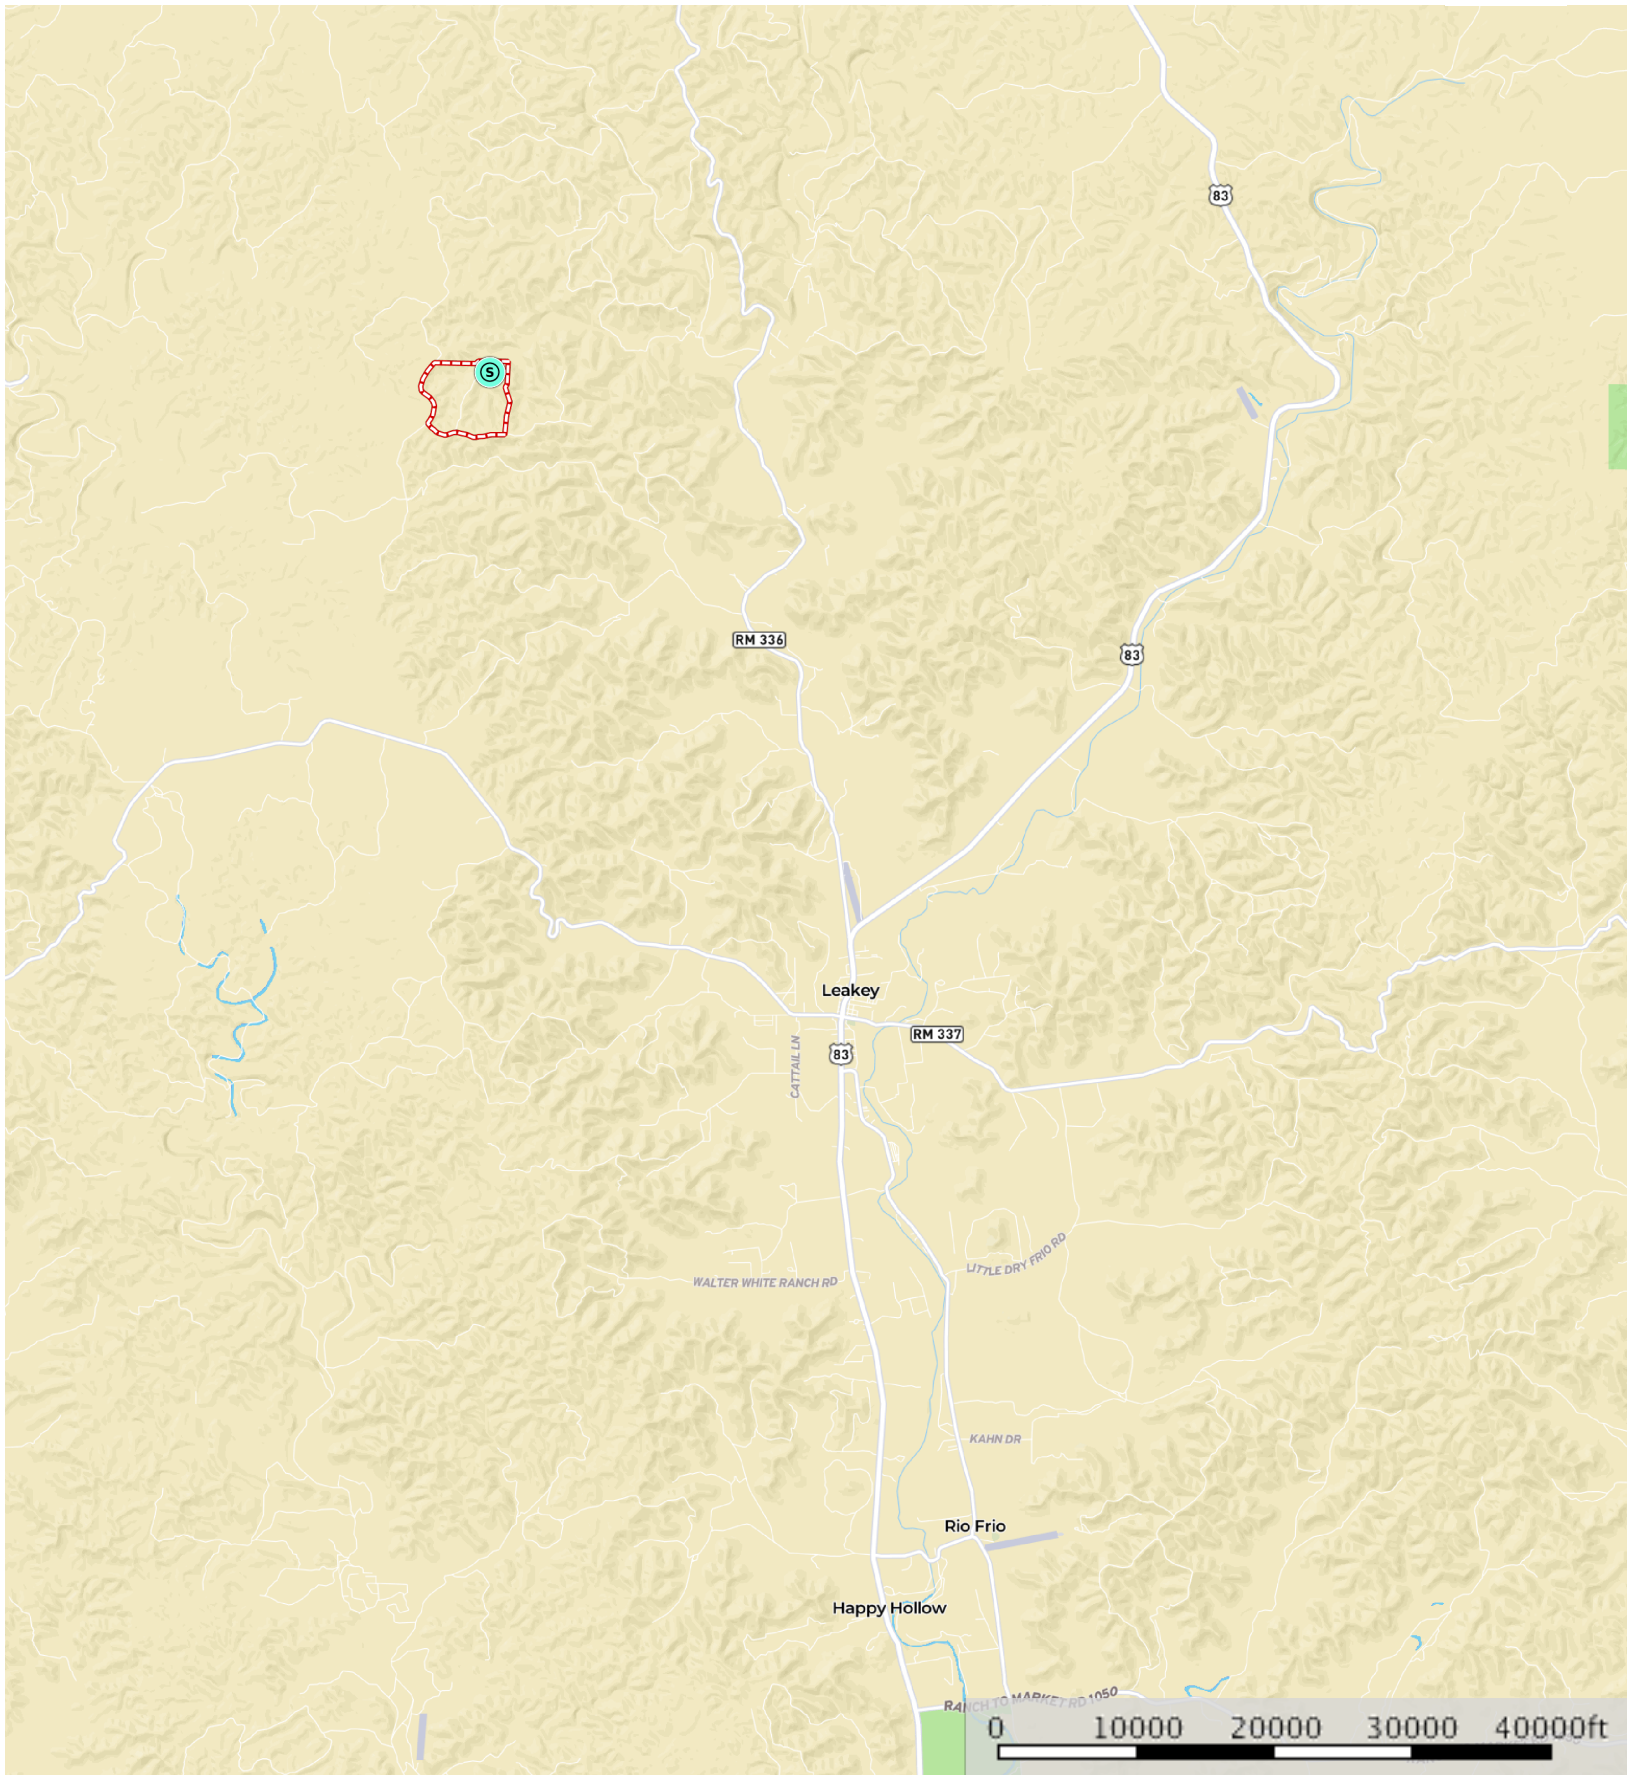 83
S
RM 336
83
Leakey
RM 337
83
CATTAIL LN
LITTLE DRY FRIO RD
WALTER WHITE RANCH RD
KAHN DR
Rio Frio
Happy Hollow
RANCH TO MARKET RD 1050
0 10000 20000 30000 40000ft